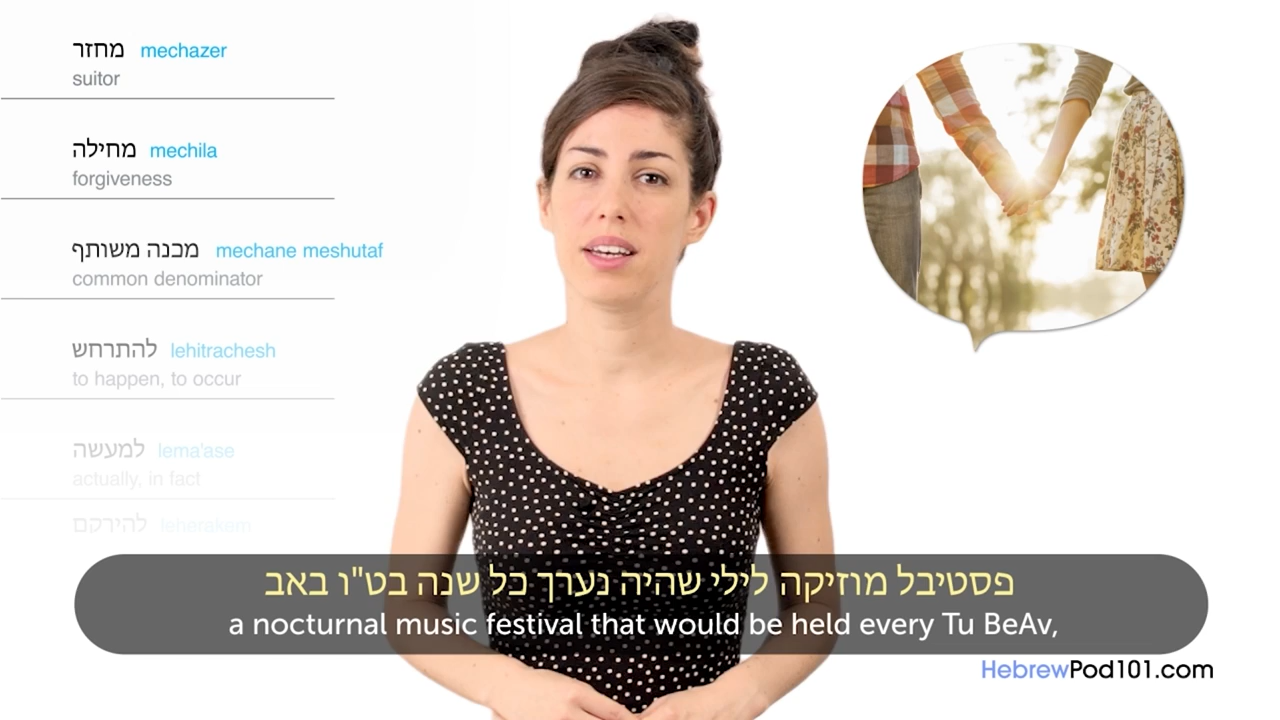 מחזר mechazer
suitor
מחילה mechila
forgiveness
מכנה משותף mechane meshutaf
common denominator
להתרחש lehitrachesh
to happen, to occur
למעשה lema'ase
actually, in fact
להירקם leherakem
פסטיבל מוזיקה לילי שהיה נערך כל שנה בט"ו באב
a nocturnal music festival that would be held every Tu BeAv,
HebrewPod101.com